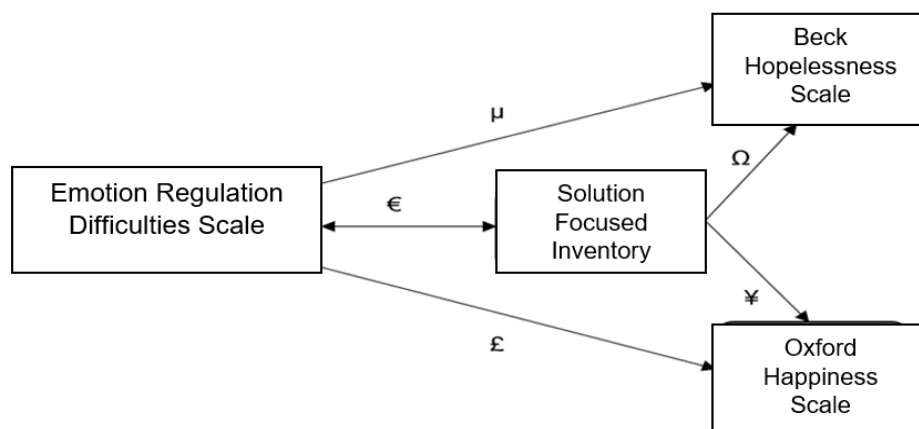 Beck
Hopelessness
Scale
μ
Ω
Emotion Regulation
Difficulties Scale
€
Solution
Focused
Inventory
¥
£
Oxford
Happiness
Scale